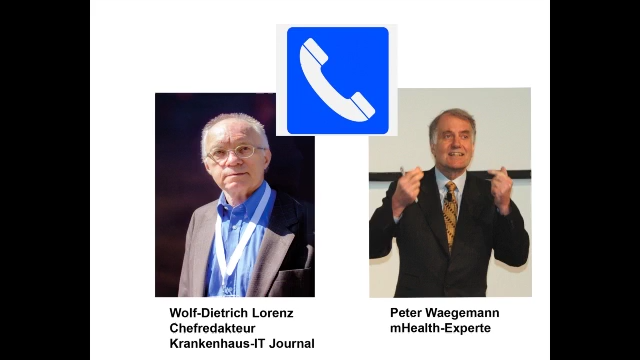 Wolf-Dietrich Lorenz
Chefredakteur
Krankenhaus-IT Journal
Peter Waegemann
mHealth-Experte